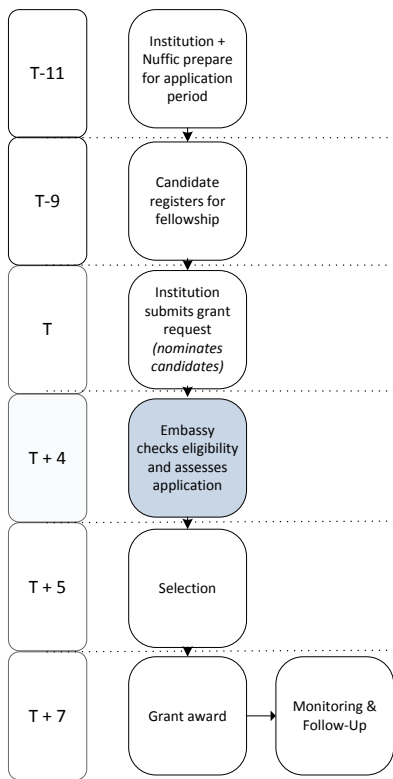 T-11
Institution +
Nuffic prepare
for application
period
T-9
Candidate
registers for
fellowship
T
Institution
submits grant
request
(nominates
candidates)
T + 4
Embassy
checks eligibility
and assesses
application
T + 5
Selection
T + 7
Grant award
Monitoring &
Follow-Up